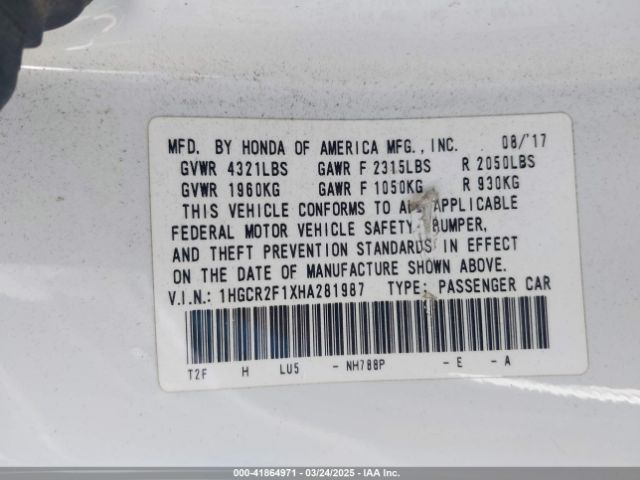 MFD. BY HONDA OF AMERICA MFG., INC. 08/'17
GVWR 4321LBS GAWR F 2315LBS R 2050LBS
GVWR 1960KG GAWR F 1050KG R 930KG
THIS VEHICLE CONFORMS TO ALL APPLICABLE
FEDERAL MOTOR VEHICLE SAFETY, BUMPER,
AND THEFT PREVENTION STANDARDS IN EFFECT
ON THE DATE OF MANUFACTURE SHOWN ABOVE.
V.I.N.: 1HGCR2F1XHA281987 TYPE: PASSENGER CAR
T2F H LU5 - NH788P - E - A
000-41864971 | 03/24/2025 | IAA Inc.